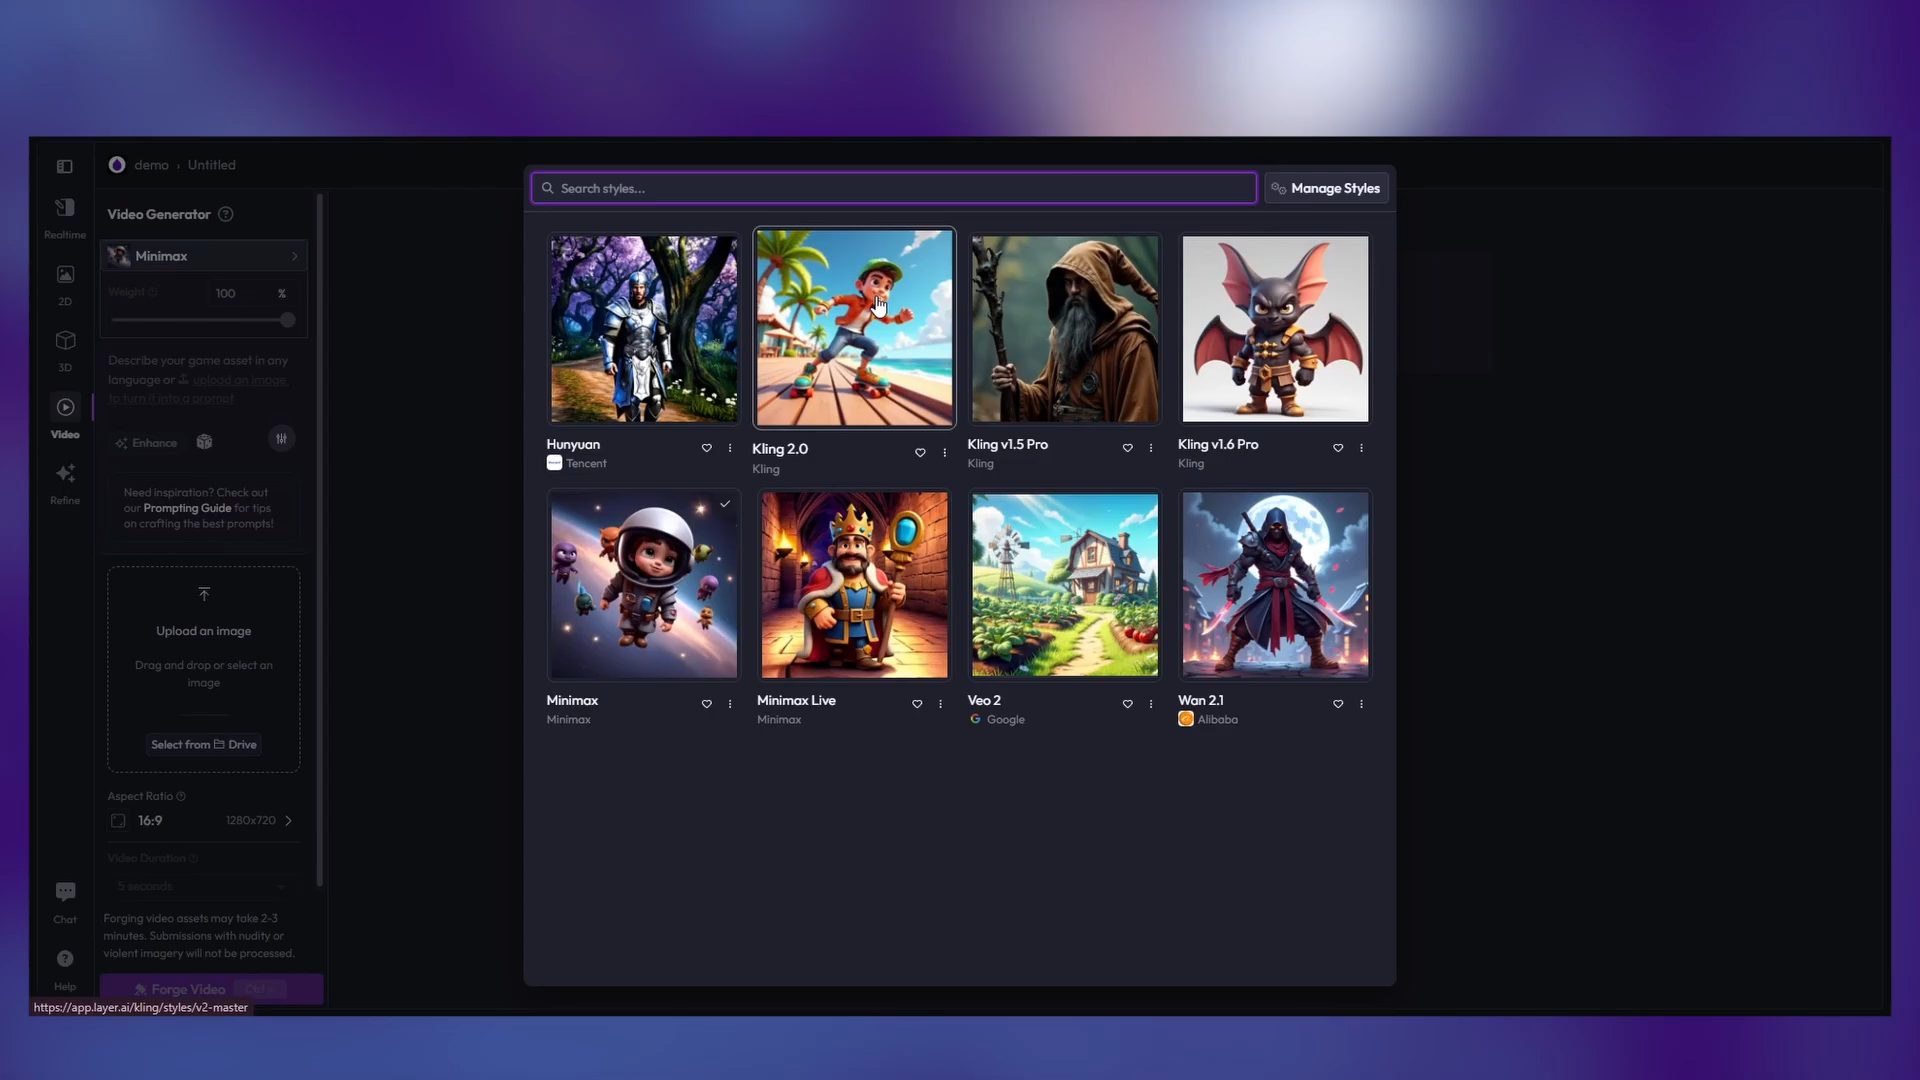 demo › Untitled
Realtime
2D
3D
Video
Refine
Chat
Help
Video Generator
Minimax
Weight
100 %
Describe your game asset in any
language or upload an image
to turn it into a prompt
Enhance
Need inspiration? Check out
our Prompting Guide for tips
on crafting the best prompts!
Upload an image
Drag and drop or select an
image
Select from Drive
Aspect Ratio
16:9 1280x720
Video Duration
5 seconds
Forging video assets may take 2-3
minutes. Submissions with nudity or
violent imagery will not be processed.
Forge Video
https://app.layer.ai/kling/styles/v2-master
Search styles...
Manage Styles
Hunyuan
Tencent
Kling 2.0
Kling
Kling v1.5 Pro
Kling
Kling v1.6 Pro
Kling
Minimax
Minimax
Minimax Live
Minimax
Veo 2
Google
Wan 2.1
Alibaba